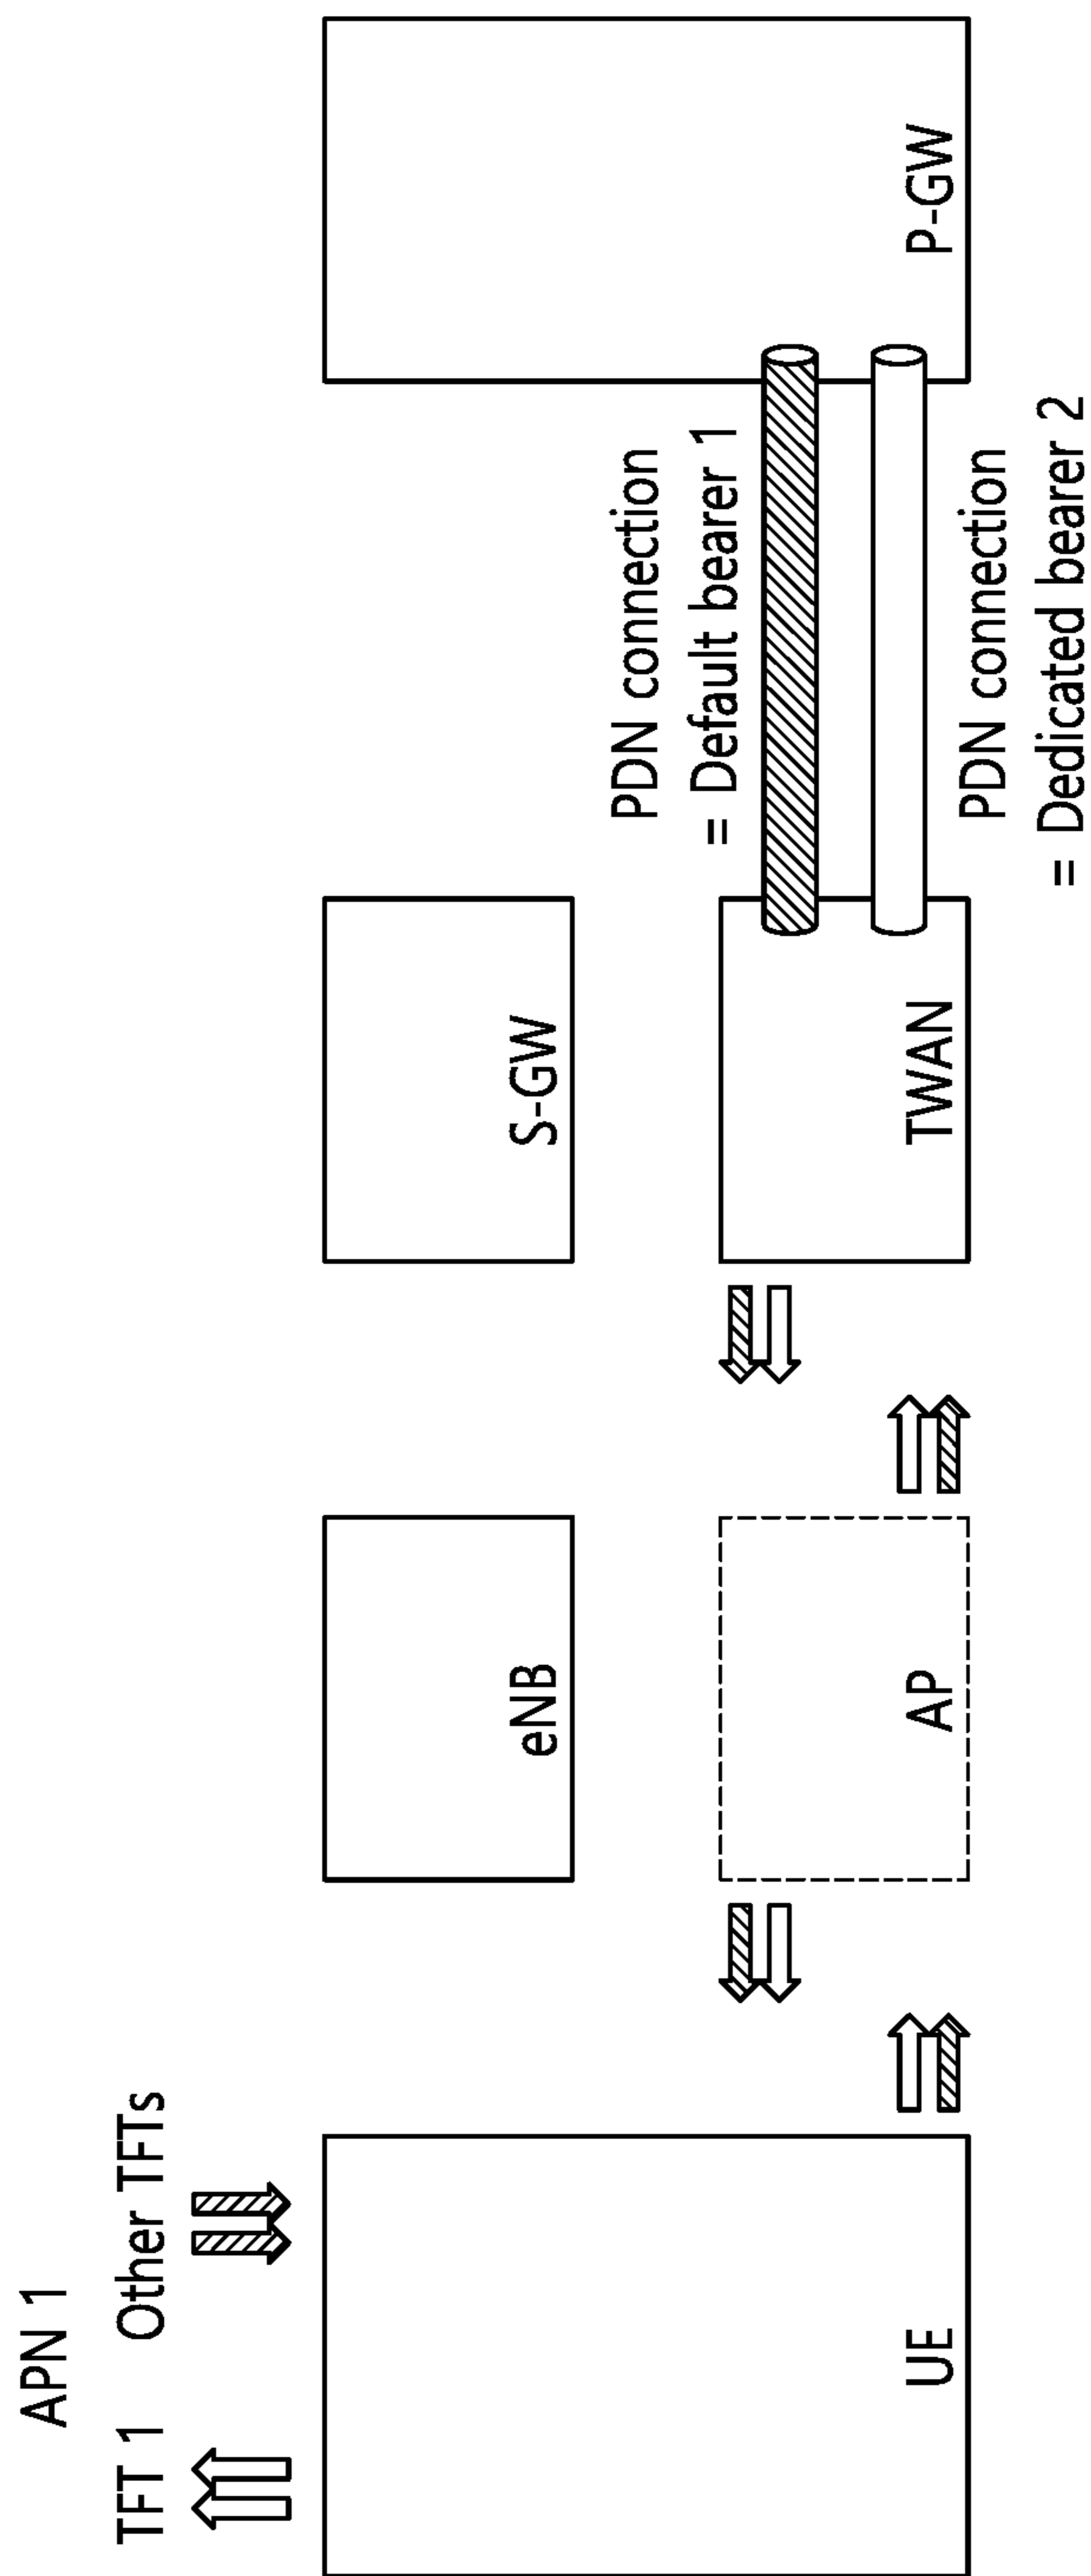 APN 1
TFT 1
Other TFTs
UE
eNB
AP
S-GW
TWAN
PDN connection
= Default bearer 1
PDN connection
= Dedicated bearer 2
P-GW